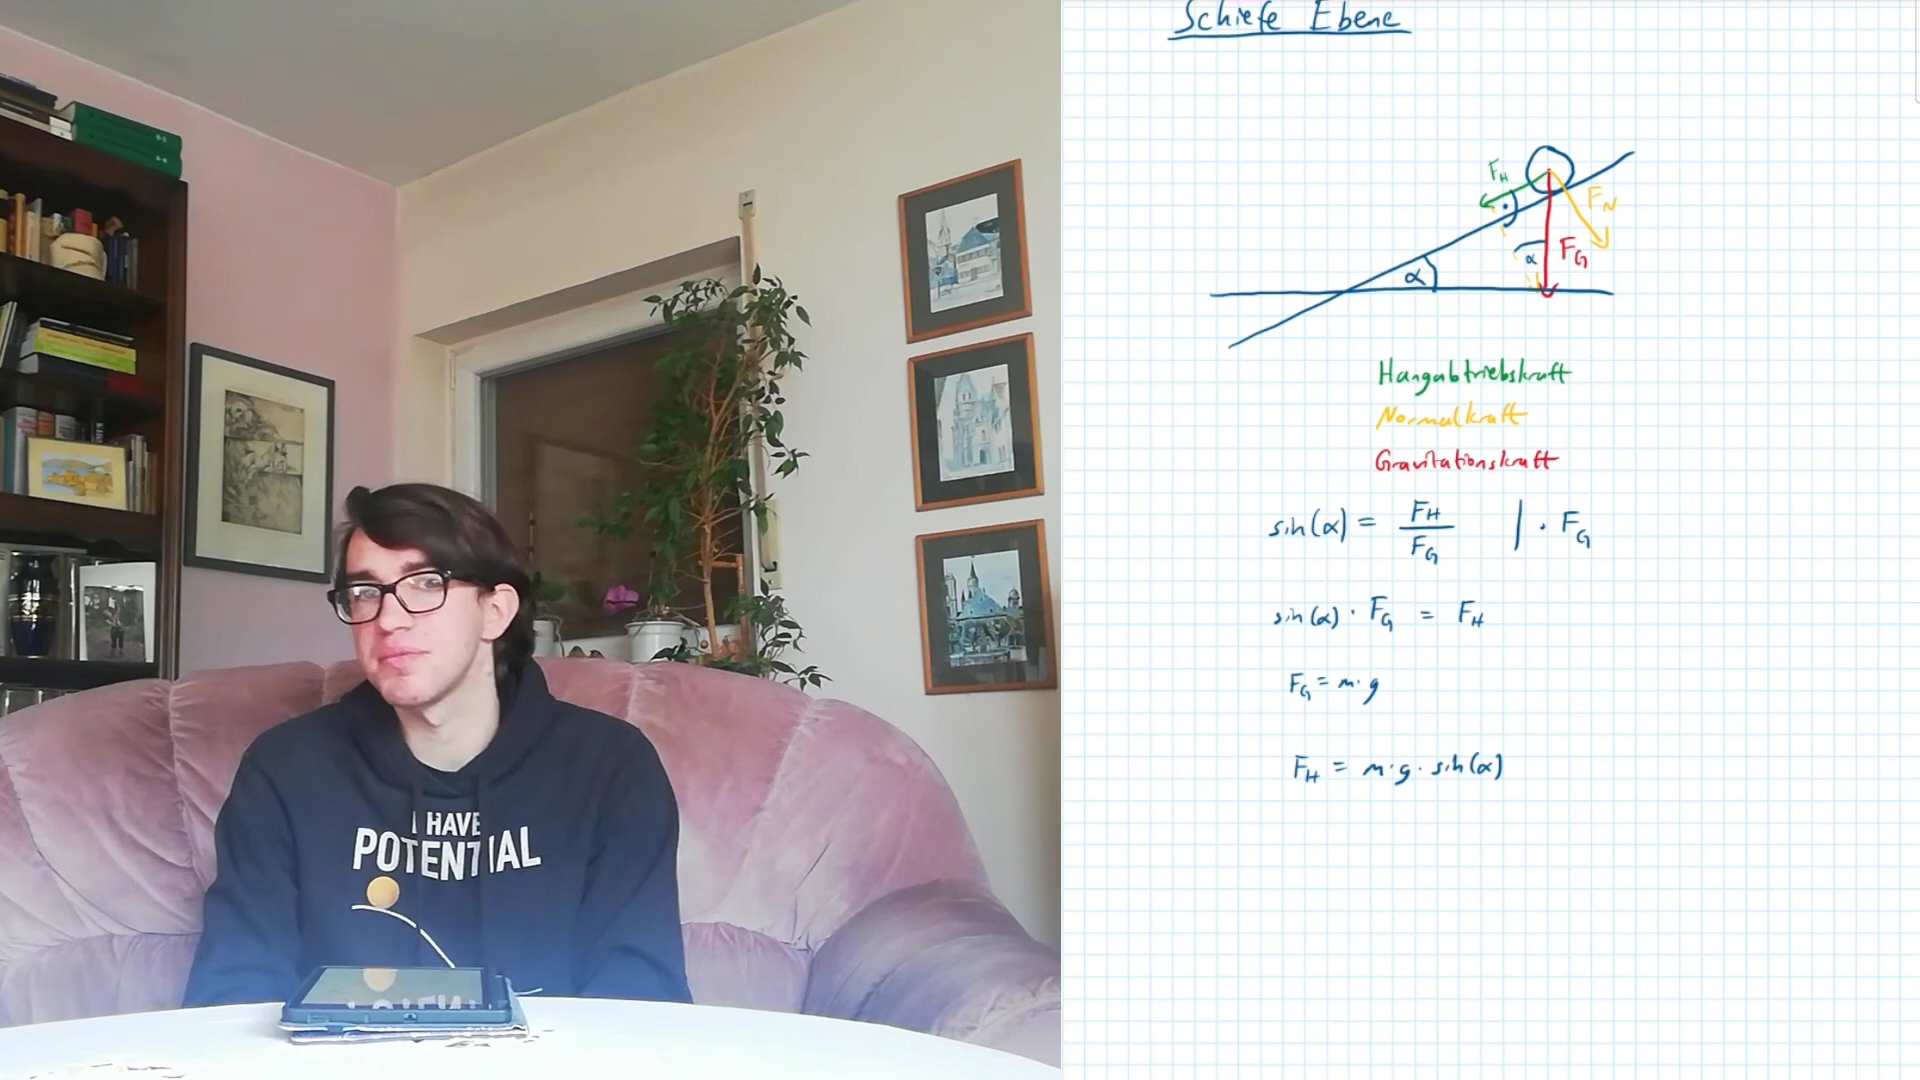 I HAVE
POTENTIAL
Schiefe Ebene
F_H
F_N
F_G
α
α
Hangabtriebskraft
Normalkraft
Gravitationskraft
sin(α) = F_H / F_G | · F_G
sin(α) · F_G = F_H
F_G = m·g
F_H = m·g·sin(α)